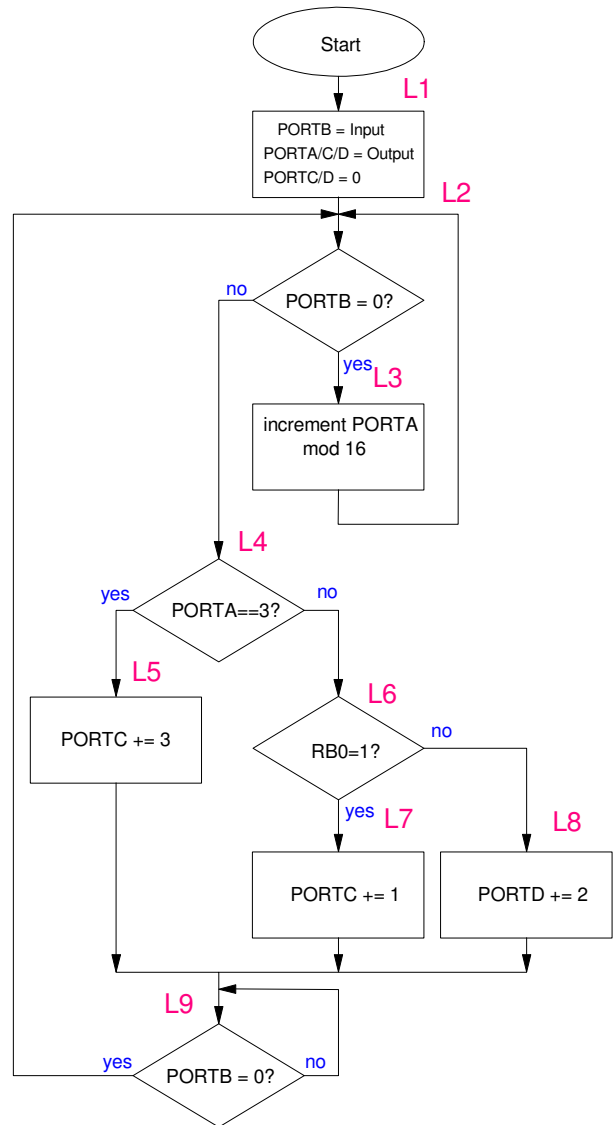 Start
L1
PORTB = Input
PORTA/C/D = Output
PORTC/D = 0
L2
no
PORTB = 0?
yes
L3
increment PORTA
mod 16
L4
yes
no
PORTA==3?
L5
L6
PORTC += 3
no
RB0=1?
yes
L7
L8
PORTC += 1
PORTD += 2
L9
yes
no
PORTB = 0?